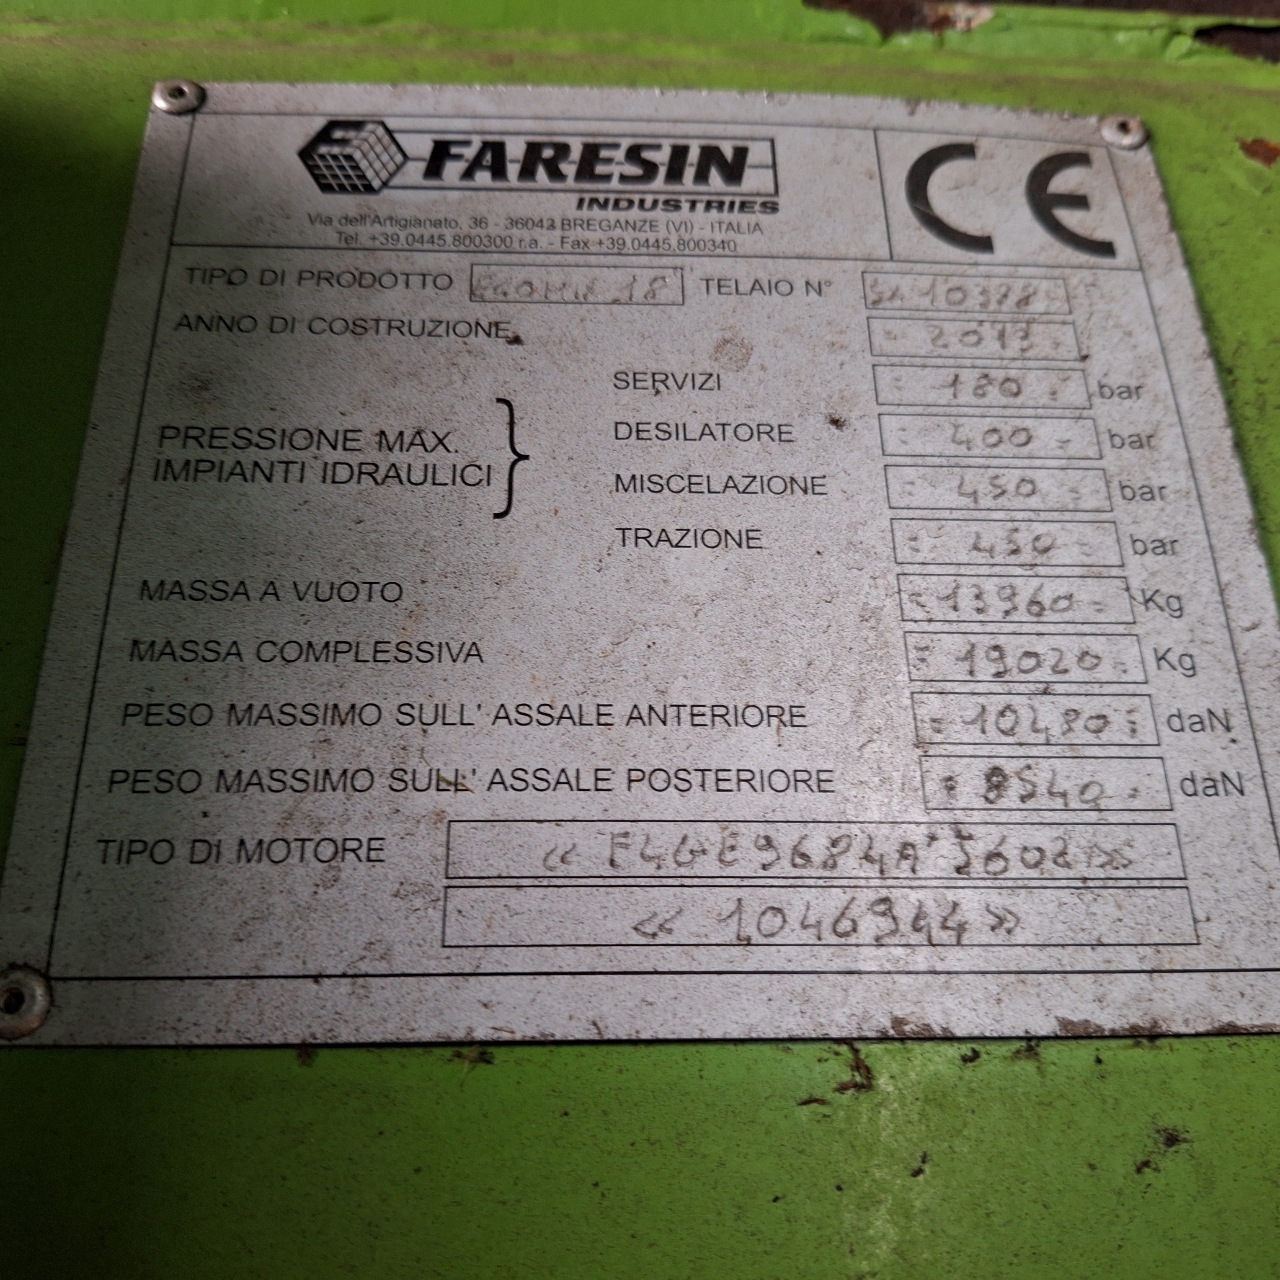 FARESIN
INDUSTRIES
CE
Via dell'Artigianato, 36 - 36042 BREGANZE (VI) - ITALIA
Tel. +39.0445.800300 r.a. - Fax +39.0445.800340
TIPO DI PRODOTTO TELAIO N°
ANNO DI COSTRUZIONE = 2013 =
PRESSIONE MAX.
IMPIANTI IDRAULICI
SERVIZI = 180 = bar
DESILATORE = 400 = bar
MISCELAZIONE = 450 = bar
TRAZIONE = 450 = bar
MASSA A VUOTO = 13960 = Kg
MASSA COMPLESSIVA = 19020 = Kg
PESO MASSIMO SULL' ASSALE ANTERIORE = 10480 = daN
PESO MASSIMO SULL' ASSALE POSTERIORE = 8540 = daN
TIPO DI MOTORE
« 1046944 »